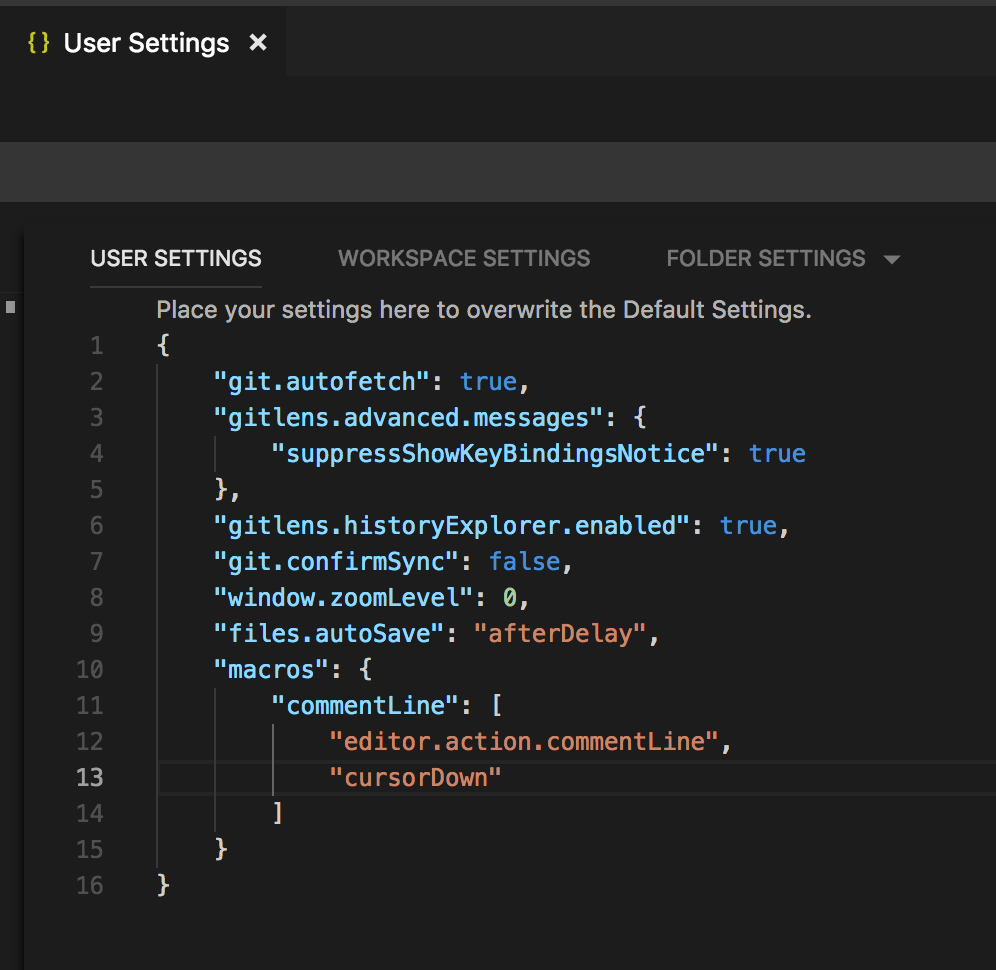 {} User Settings ×
USER SETTINGS WORKSPACE SETTINGS FOLDER SETTINGS
Place your settings here to overwrite the Default Settings.
1 {
2 "git.autofetch": true,
3 "gitlens.advanced.messages": {
4 "suppressShowKeyBindingsNotice": true
5 },
6 "gitlens.historyExplorer.enabled": true,
7 "git.confirmSync": false,
8 "window.zoomLevel": 0,
9 "files.autoSave": "afterDelay",
10 "macros": {
11 "commentLine": [
12 "editor.action.commentLine",
13 "cursorDown"
14 ]
15 }
16 }